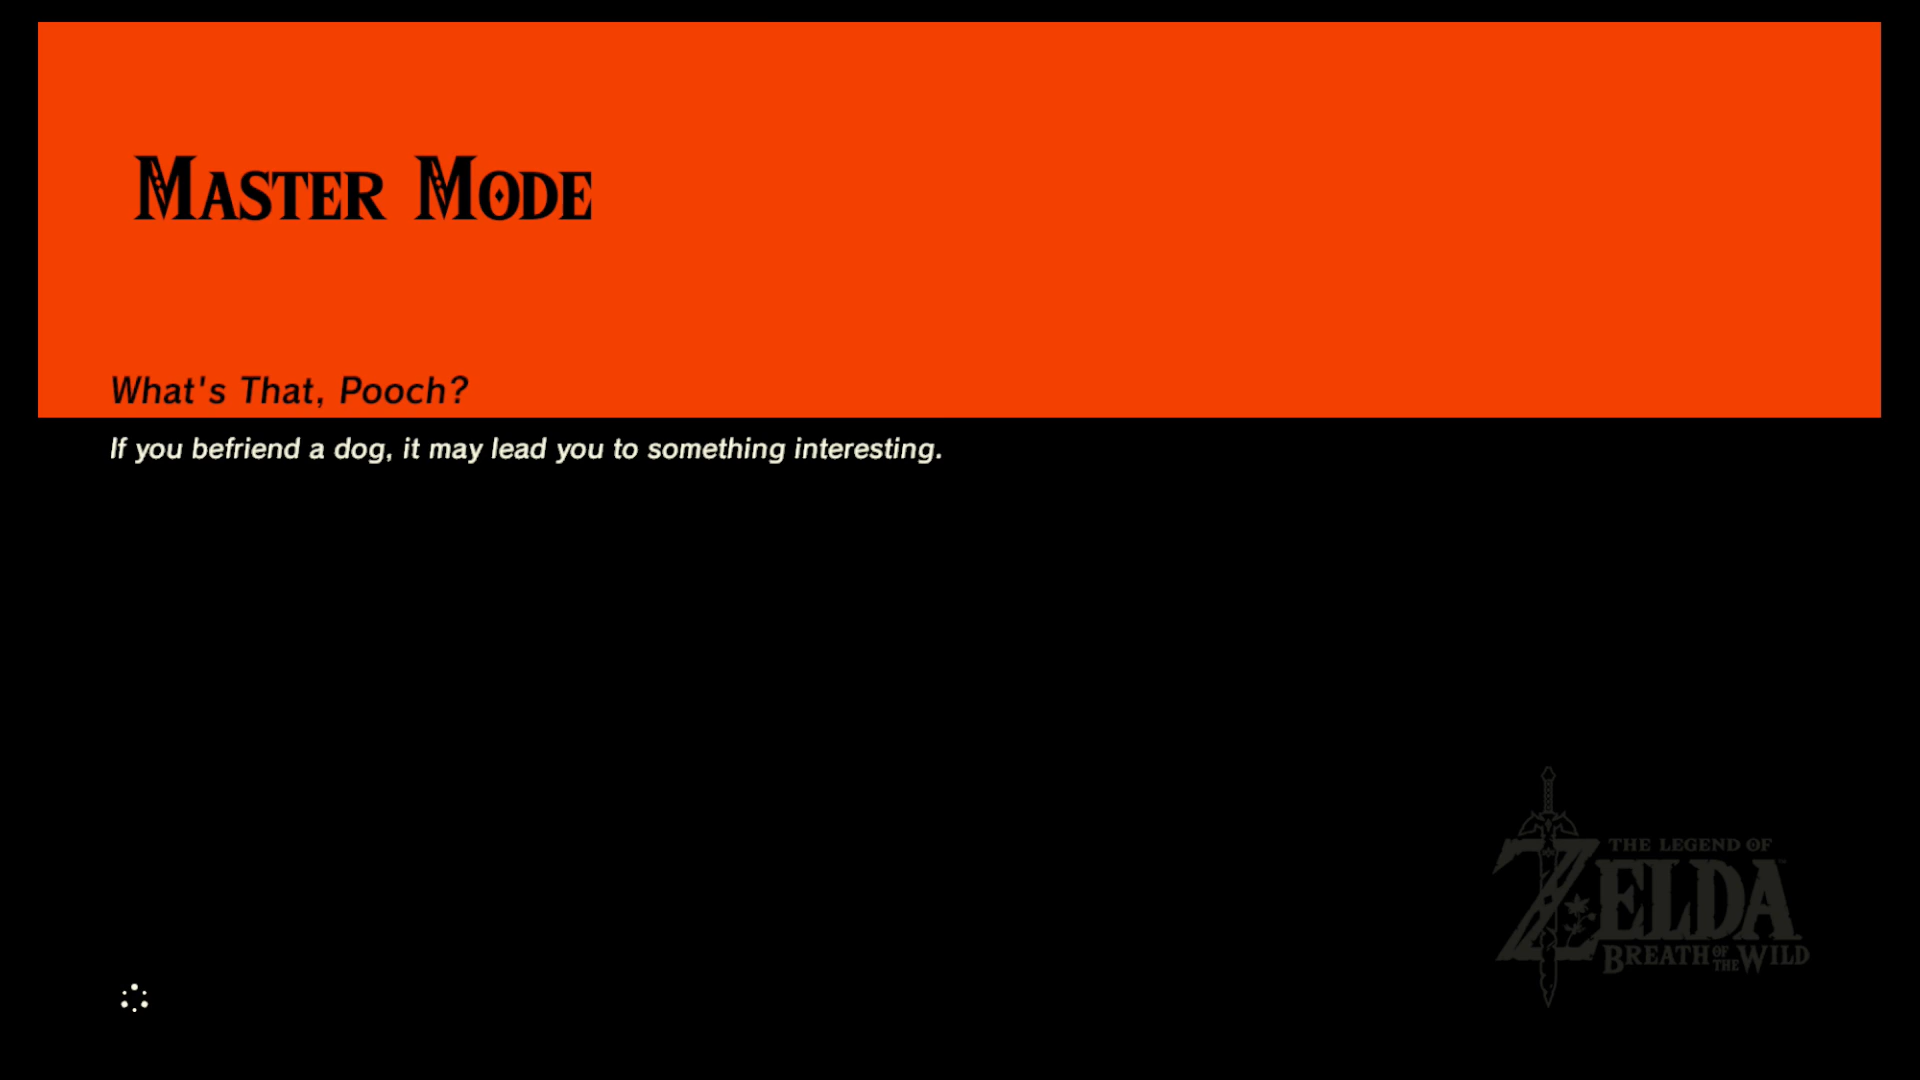 Master Mode
What's That, Pooch?
If you befriend a dog, it may lead you to something interesting.
THE LEGEND OF
ZELDA
BREATH OF THE WILD